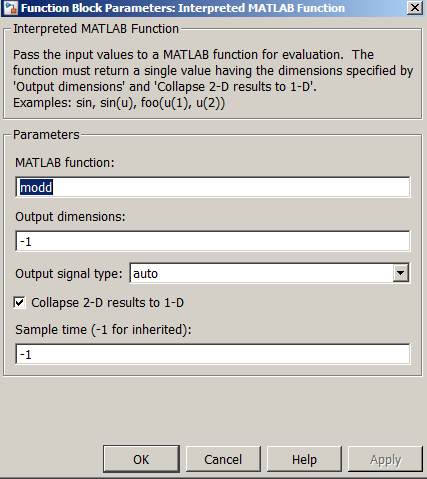 Function Block Parameters: Interpreted MATLAB Function
Interpreted MATLAB Function
Pass the input values to a MATLAB function for evaluation. The
function must return a single value having the dimensions specified by
'Output dimensions' and 'Collapse 2-D results to 1-D'.
Examples: sin, sin(u), foo(u(1), u(2))
Parameters
MATLAB function:
modd
Output dimensions:
-1
Output signal type: auto
Collapse 2-D results to 1-D
Sample time (-1 for inherited):
-1
OK Cancel Help Apply